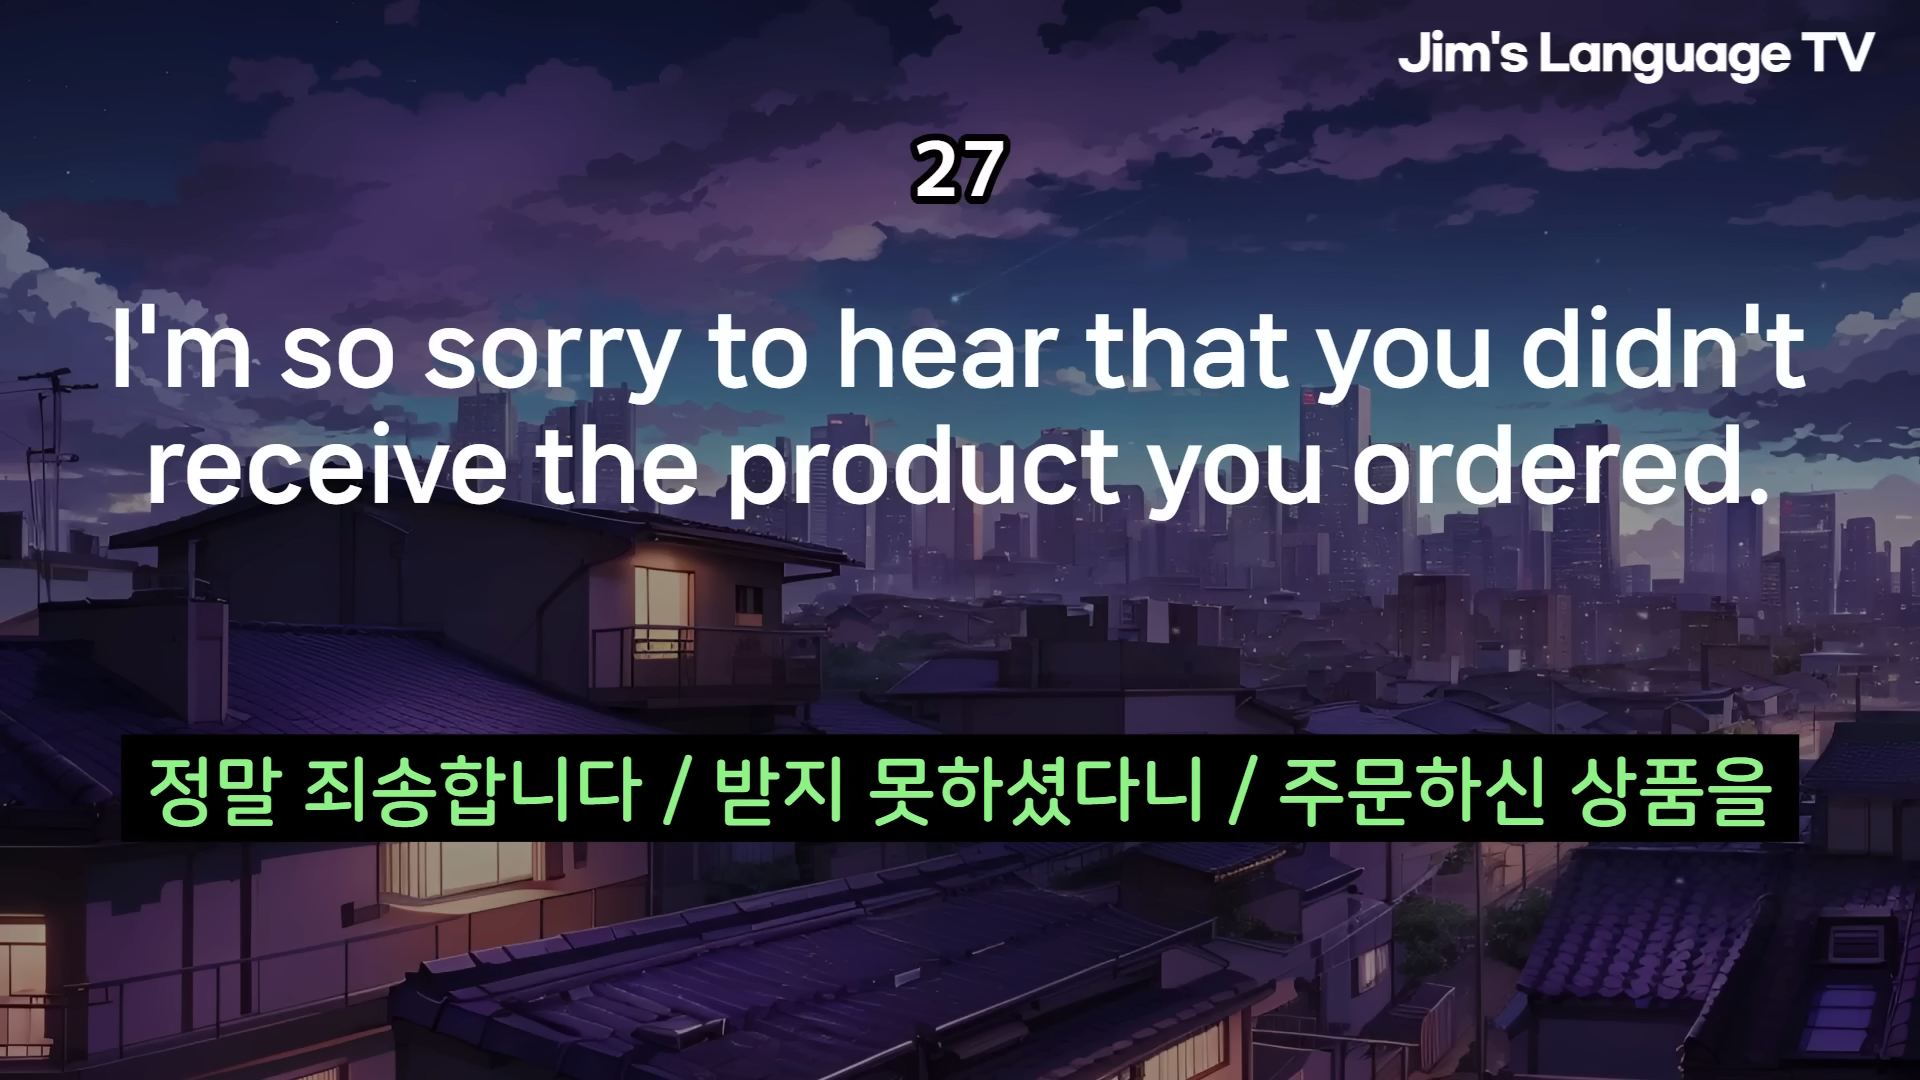 Jim's Language TV
27
I'm so sorry to hear that you didn't
receive the product you ordered.
정말 죄송합니다 / 받지 못하셨다니 / 주문하신 상품을